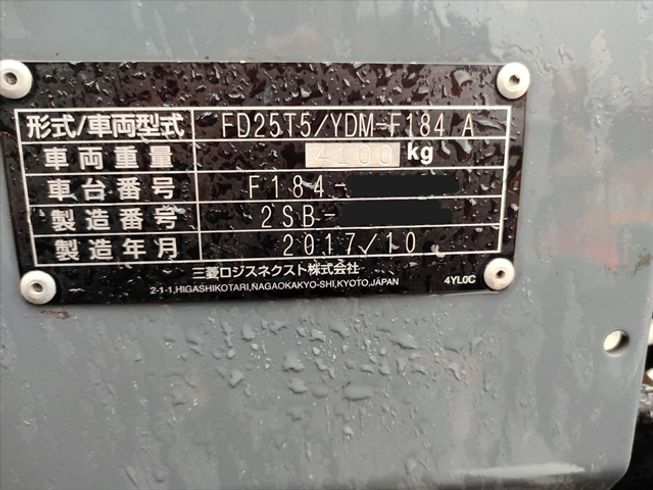 形式/車両型式 FD25T5/YDM-F184 A
車両重量 4100 kg
車台番号 F184-
製造番号 2SB-
製造年月 2017/10
三菱ロジスネクスト株式会社
2-1-1,HIGASHIKOTARI,NAGAOKAKYO-SHI,KYOTO,JAPAN 4YL0C